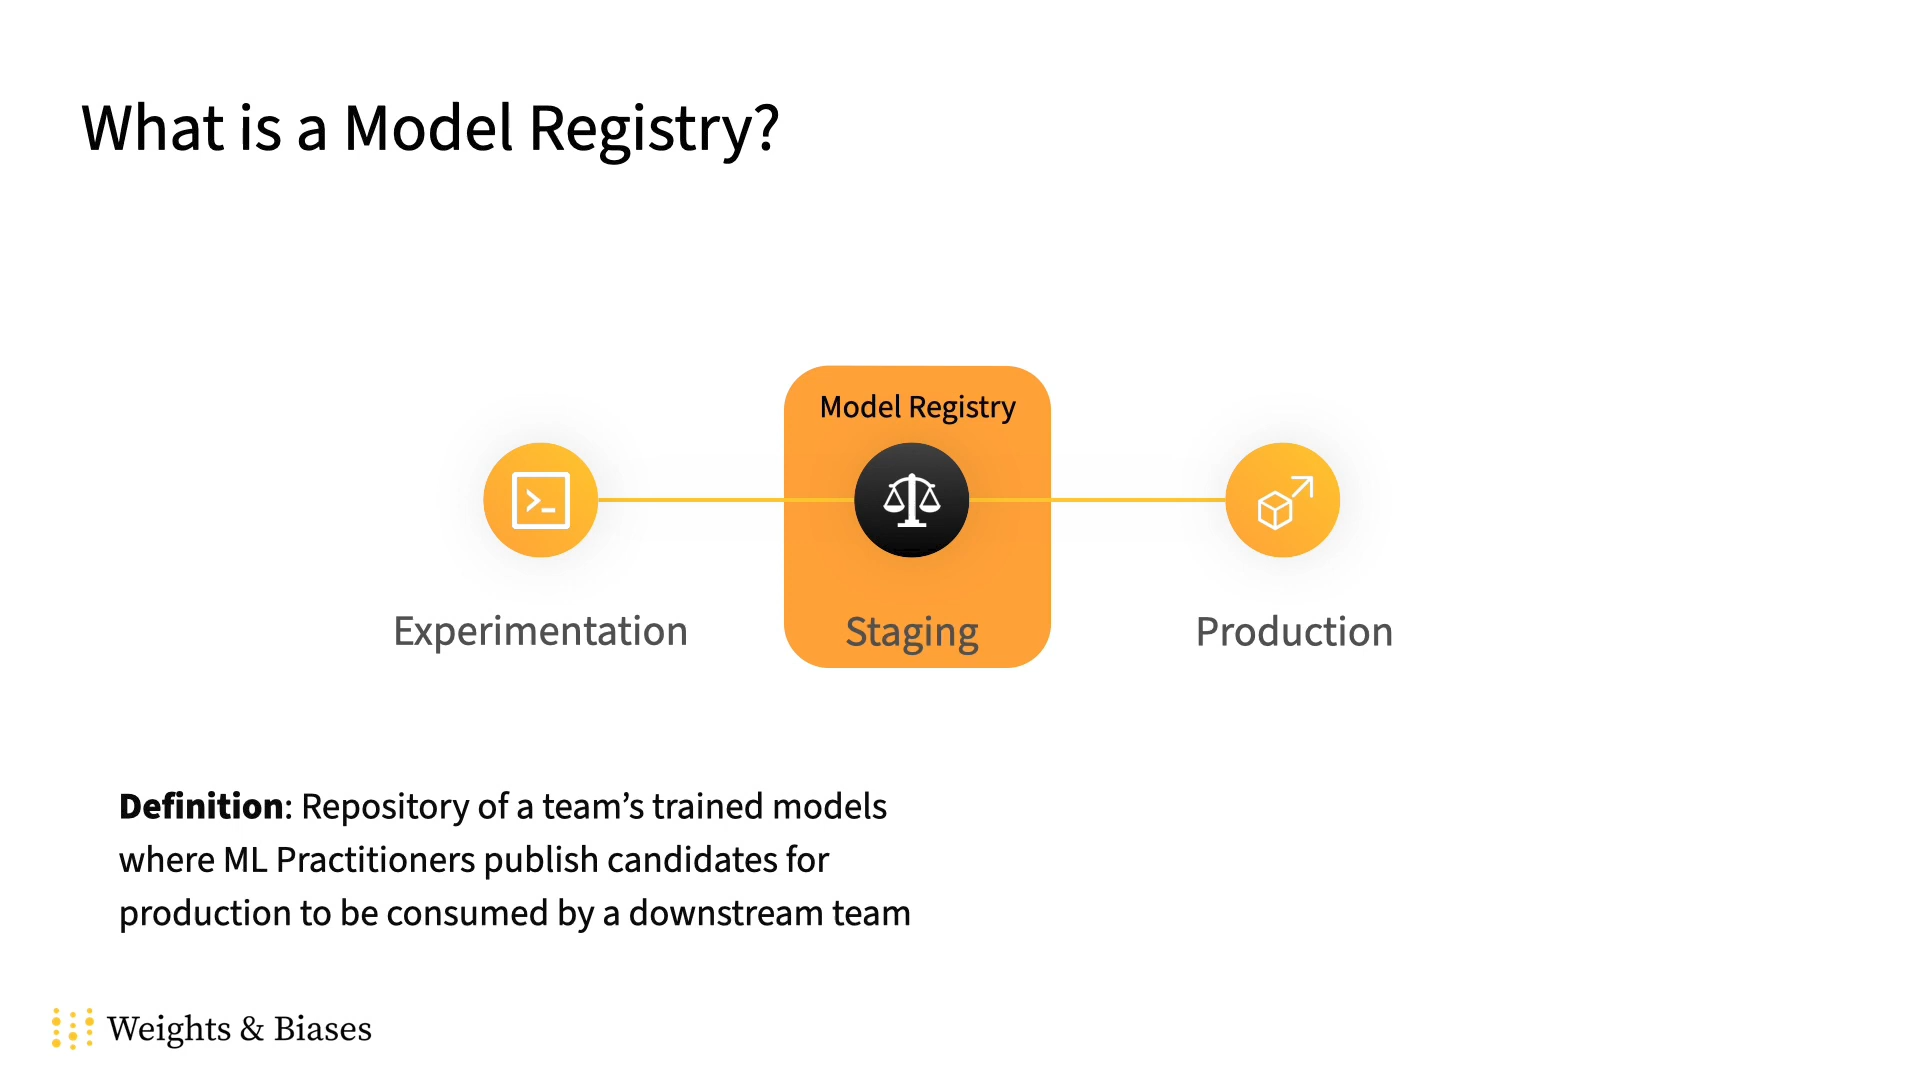 What is a Model Registry?
Model Registry
Experimentation
Staging
Production
Definition: Repository of a team’s trained models
where ML Practitioners publish candidates for
production to be consumed by a downstream team
Weights & Biases